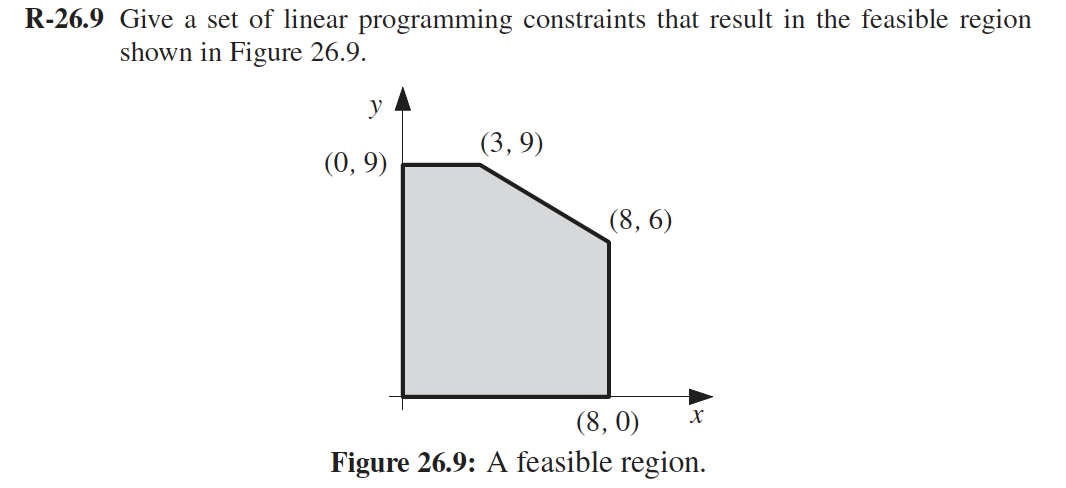 R-26.9 Give a set of linear programming constraints that result in the feasible region
shown in Figure 26.9.
y
(3, 9)
(0, 9)
(8, 6)
(8, 0)
x
Figure 26.9: A feasible region.